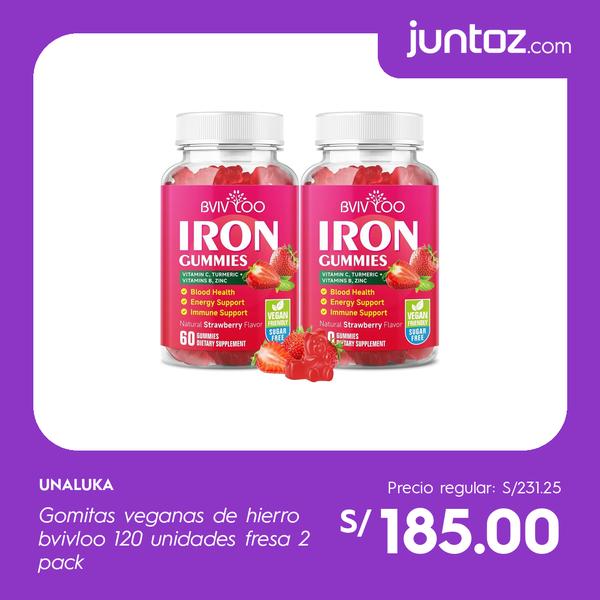 juntoz.com
BVIVLOO
IRON
GUMMIES
VITAMIN C, TURMERIC +
VITAMINS B, ZINC
Blood Health
Energy Support
Immune Support
VEGAN
FRIENDLY
SUGAR
FREE
Natural Strawberry Flavor
60 GUMMIES
DIETARY SUPPLEMENT
BVIVLOO
IRON
GUMMIES
VITAMIN C, TURMERIC +
VITAMINS B, ZINC
Blood Health
Energy Support
Immune Support
VEGAN
FRIENDLY
SUGAR
FREE
Natural Strawberry Flavor
0 GUMMIES
DIETARY SUPPLEMENT
UNALUKA
Gomitas veganas de hierro
bvivloo 120 unidades fresa 2
pack
Precio regular: S/231.25
S/185.00